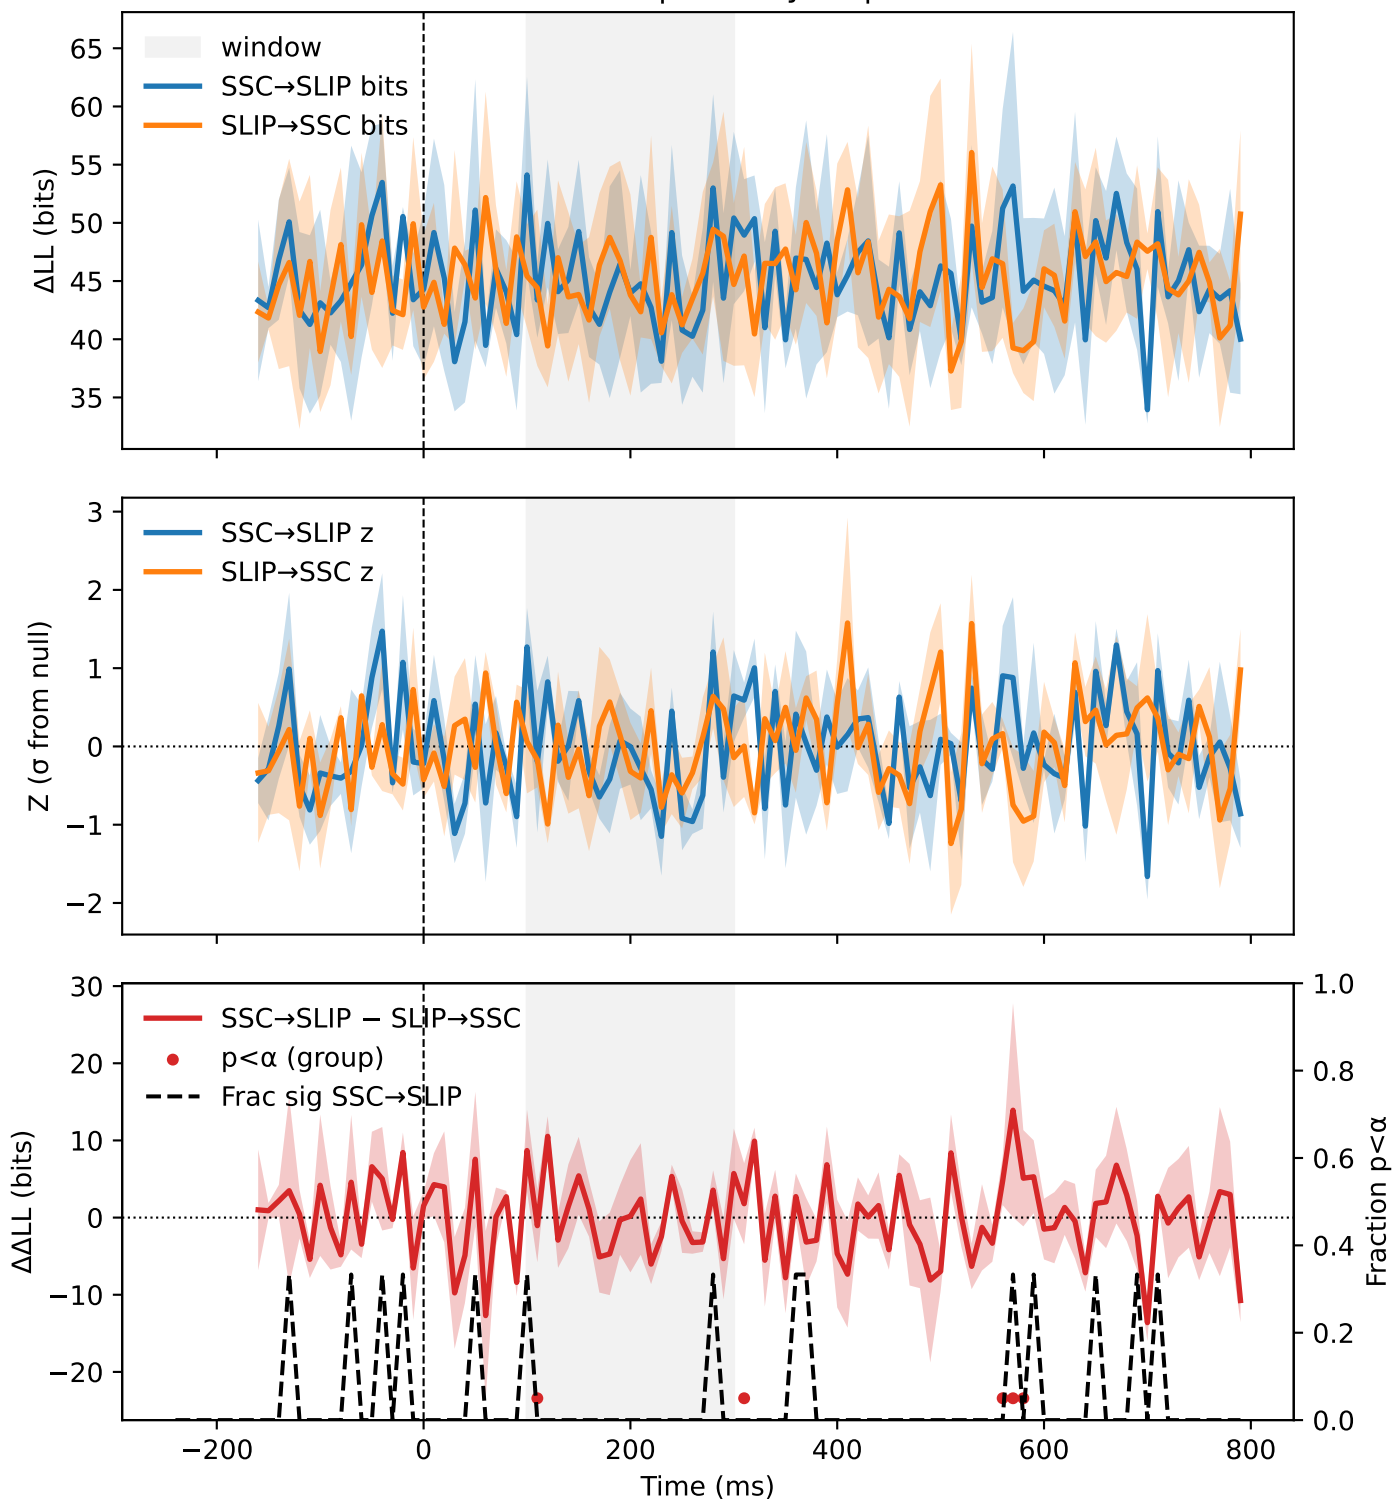 65
60
55
50
45
40
35
ΔLL (bits)
window
SSC→SLIP bits
SLIP→SSC bits
3
2
1
0
−1
−2
Z (σ from null)
SSC→SLIP z
SLIP→SSC z
30
20
10
0
−10
−20
ΔΔLL (bits)
SSC→SLIP − SLIP→SSC
p<α (group)
Frac sig SSC→SLIP
1.0
0.8
0.6
0.4
0.2
0.0
Fraction p<α
−200 0 200 400 600 800
Time (ms)